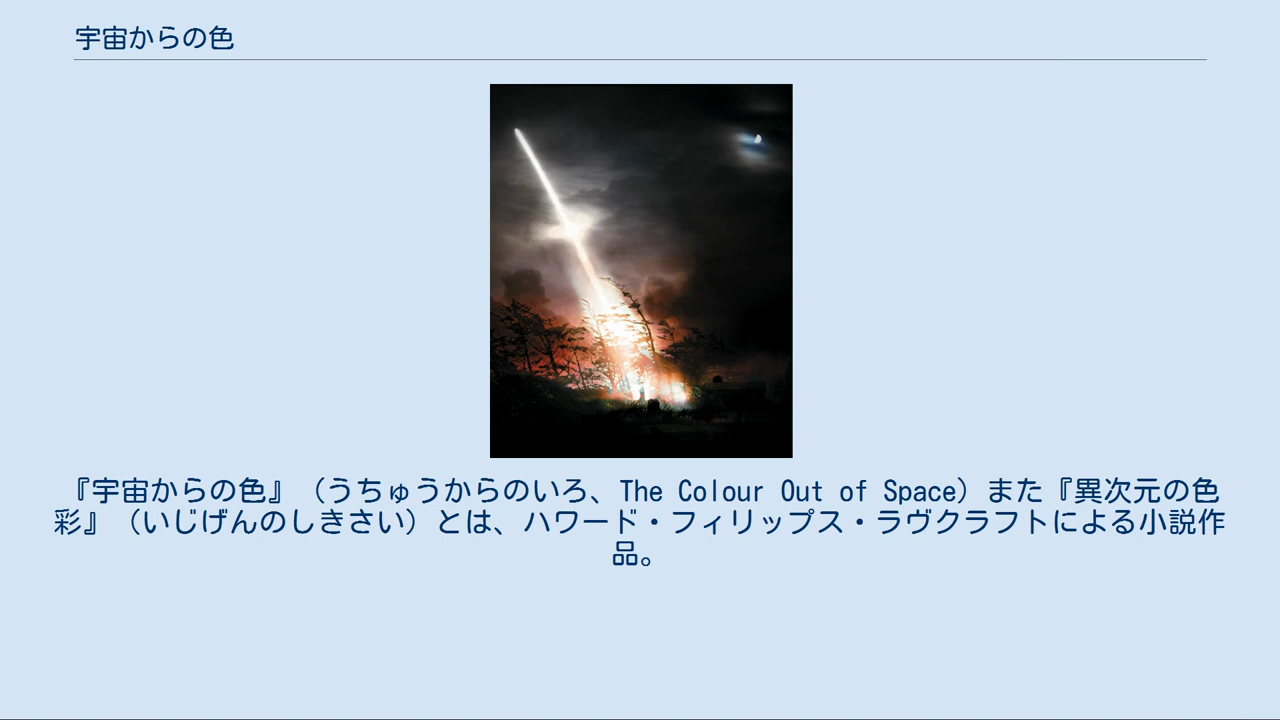 宇宙からの色
『宇宙からの色』（うちゅうからのいろ、The Colour Out of Space）また『異次元の色
彩』（いじげんのしきさい）とは、ハワード・フィリップス・ラヴクラフトによる小説作
品。